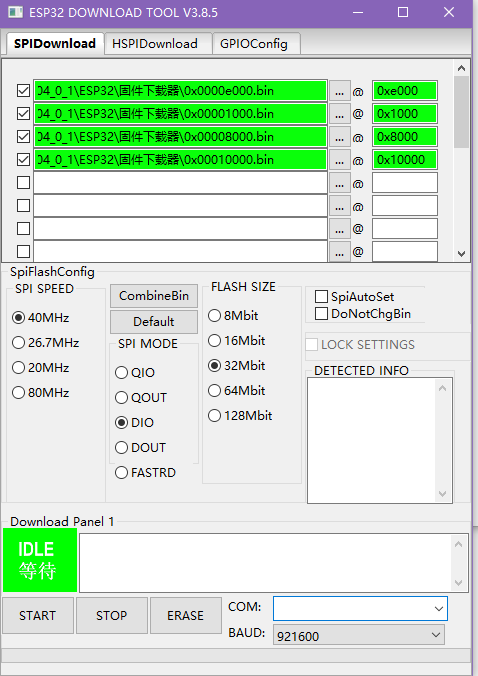 ESP32 DOWNLOAD TOOL V3.8.5
SPIDownload HSPIDownload GPIOConfig
04_0_1\ESP32\固件下载器\0x0000e000.bin ... @ 0xe000
04_0_1\ESP32\固件下载器\0x00001000.bin ... @ 0x1000
04_0_1\ESP32\固件下载器\0x00008000.bin ... @ 0x8000
04_0_1\ESP32\固件下载器\0x00010000.bin ... @ 0x10000
... @
... @
... @
... @
SpiFlashConfig
SPI SPEED
40MHz
26.7MHz
20MHz
80MHz
CombineBin
Default
SPI MODE
QIO
QOUT
DIO
DOUT
FASTRD
FLASH SIZE
8Mbit
16Mbit
32Mbit
64Mbit
128Mbit
SpiAutoSet
DoNotChgBin
LOCK SETTINGS
DETECTED INFO
Download Panel 1
IDLE
等待
START STOP ERASE
COM:
BAUD: 921600